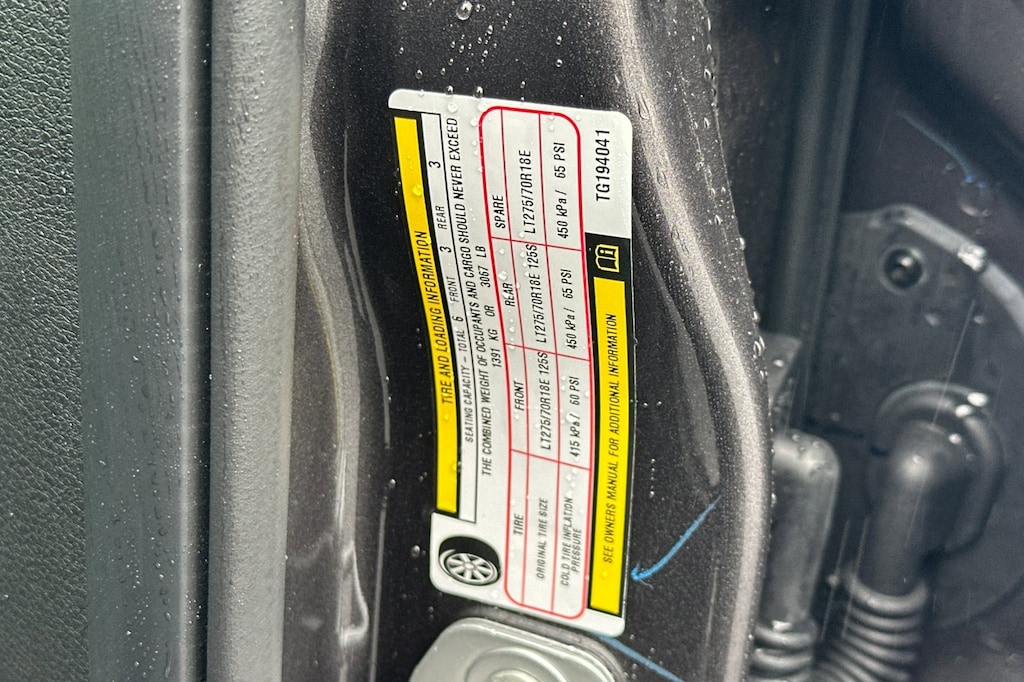 TIRE AND LOADING INFORMATION
SEATING CAPACITY – TOTAL 6 FRONT 3 REAR 3
THE COMBINED WEIGHT OF OCCUPANTS AND CARGO SHOULD NEVER EXCEED
1391 KG OR 3067 LB
TIRE FRONT REAR SPARE
ORIGINAL TIRE SIZE LT275/70R18E 125S LT275/70R18E 125S LT275/70R18E
COLD TIRE INFLATION
PRESSURE 415 kPa / 60 PSI 450 kPa / 65 PSI 450 kPa / 65 PSI
SEE OWNERS MANUAL FOR ADDITIONAL INFORMATION
TG194041